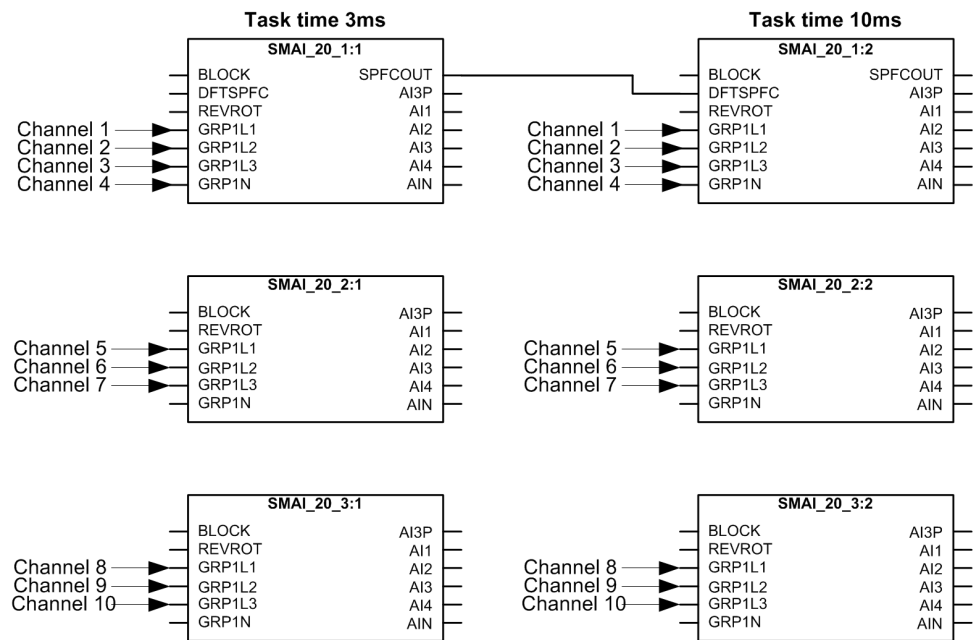 Task time 3ms
SMAI_20_1:1
BLOCK SPFCOUT
DFTSPFC AI3P
REVROT AI1
Channel 1 GRP1L1 AI2
Channel 2 GRP1L2 AI3
Channel 3 GRP1L3 AI4
Channel 4 GRP1N AIN
Task time 10ms
SMAI_20_1:2
BLOCK SPFCOUT
DFTSPFC AI3P
REVROT AI1
Channel 1 GRP1L1 AI2
Channel 2 GRP1L2 AI3
Channel 3 GRP1L3 AI4
Channel 4 GRP1N AIN
SMAI_20_2:1
BLOCK AI3P
REVROT AI1
Channel 5 GRP1L1 AI2
Channel 6 GRP1L2 AI3
Channel 7 GRP1L3 AI4
GRP1N AIN
SMAI_20_2:2
BLOCK AI3P
REVROT AI1
Channel 5 GRP1L1 AI2
Channel 6 GRP1L2 AI3
Channel 7 GRP1L3 AI4
GRP1N AIN
SMAI_20_3:1
BLOCK AI3P
REVROT AI1
Channel 8 GRP1L1 AI2
Channel 9 GRP1L2 AI3
Channel 10 GRP1L3 AI4
GRP1N AIN
SMAI_20_3:2
BLOCK AI3P
REVROT AI1
Channel 8 GRP1L1 AI2
Channel 9 GRP1L2 AI3
Channel 10 GRP1L3 AI4
GRP1N AIN